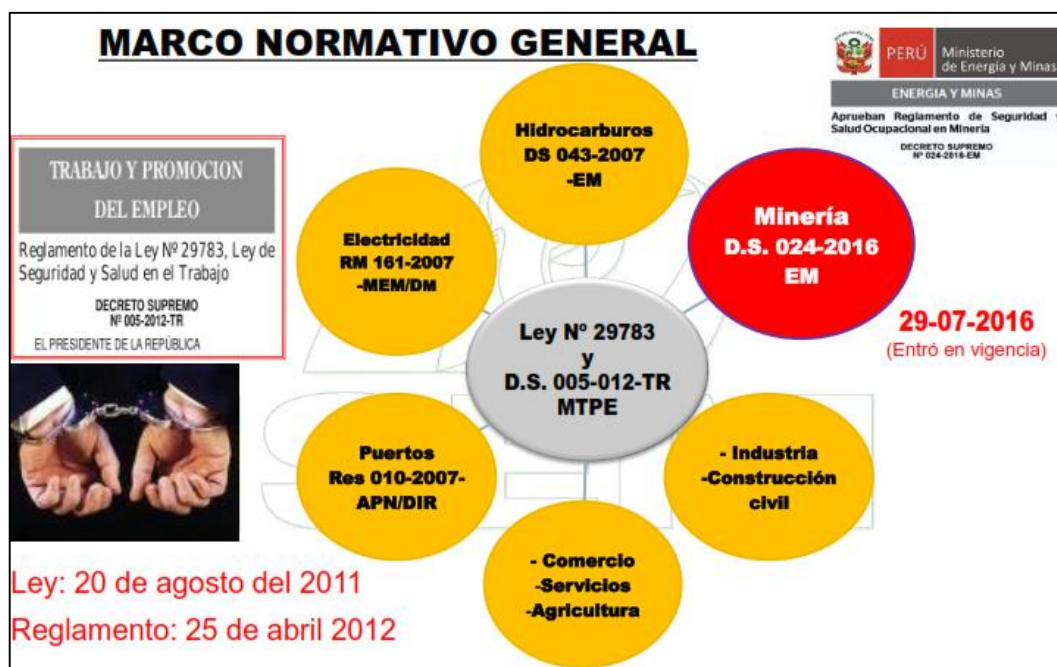 MARCO NORMATIVO GENERAL
PERÚ
Ministerio
de Energía y Minas
ENERGIA Y MINAS
Aprueban Reglamento de Seguridad y
Salud Ocupacional en Minería
DECRETO SUPREMO
Nº 024-2016-EM
TRABAJO Y PROMOCION
DEL EMPLEO
Reglamento de la Ley Nº 29783, Ley de
Seguridad y Salud en el Trabajo
DECRETO SUPREMO
Nº 005-2012-TR
EL PRESIDENTE DE LA REPÚBLICA
Hidrocarburos
DS 043-2007
-EM
Minería
D.S. 024-2016
EM
Electricidad
RM 161-2007
-MEM/DM
29-07-2016
(Entró en vigencia)
Ley Nº 29783
y
D.S. 005-012-TR
MTPE
Puertos
Res 010-2007-
APN/DIR
- Industria
-Construcción
civil
- Comercio
-Servicios
-Agricultura
Ley: 20 de agosto del 2011
Reglamento: 25 de abril 2012